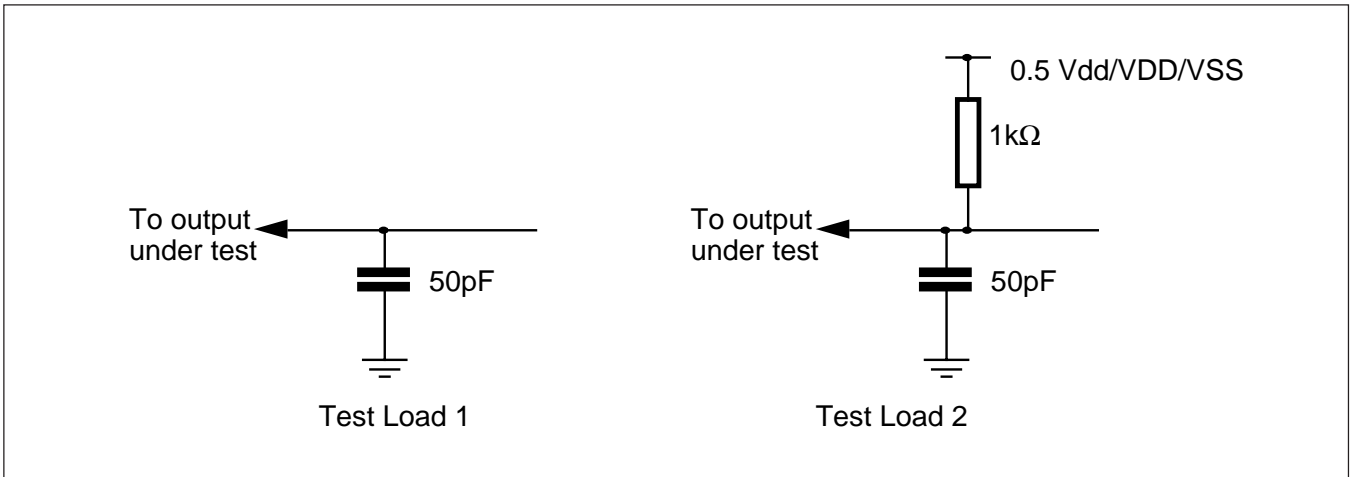 To output
under test
50pF
Test Load 1
0.5 Vdd/VDD/VSS
1kΩ
To output
under test
50pF
Test Load 2